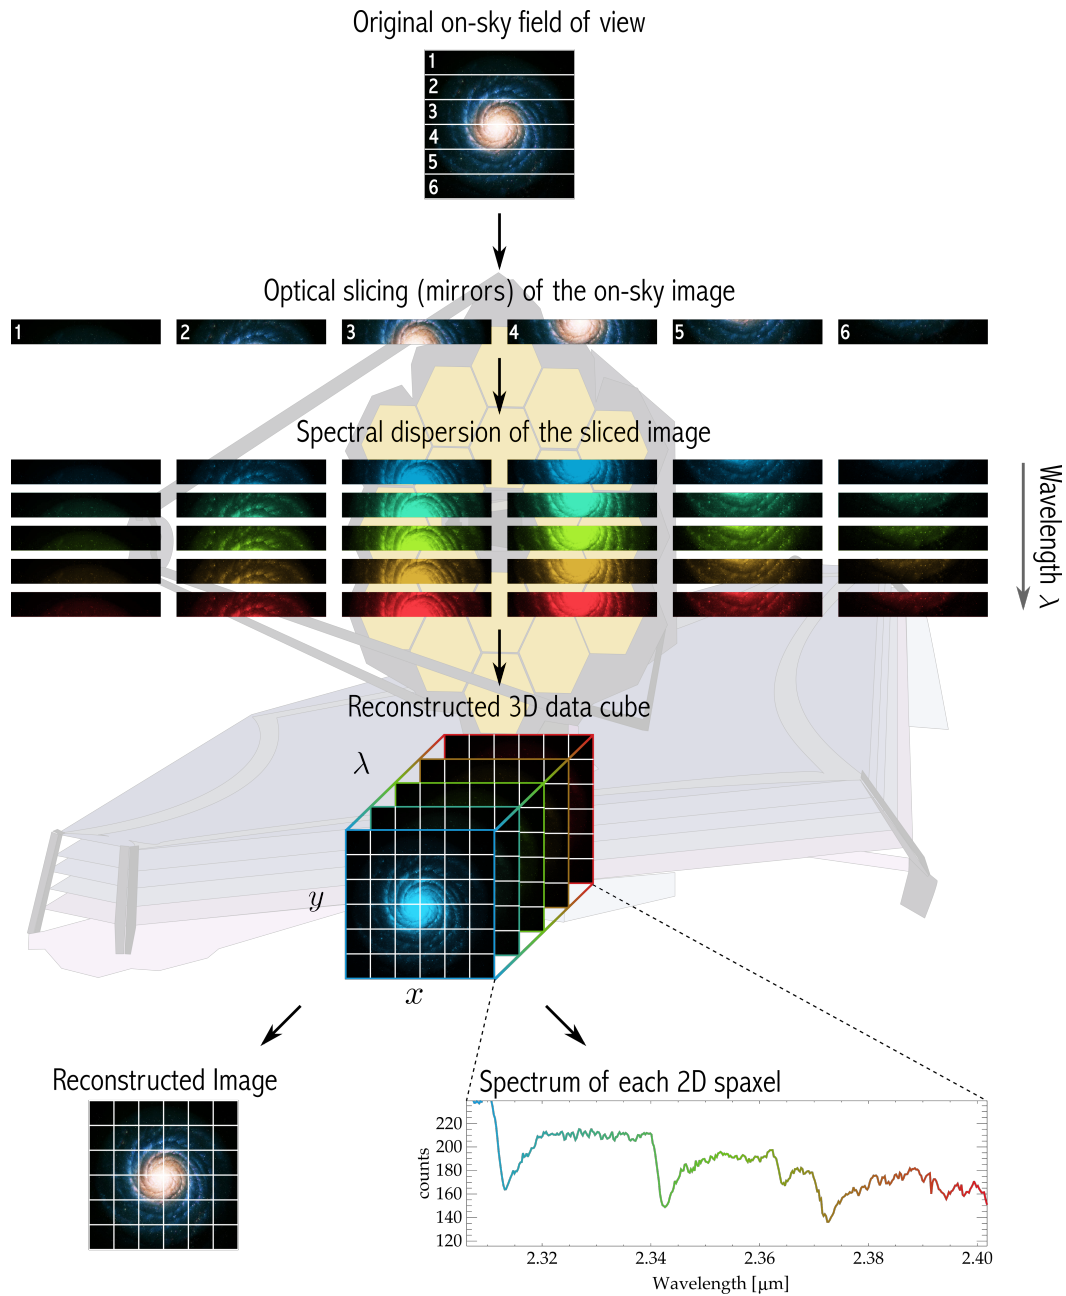 Original on-sky field of view
1
2
3
4
5
6
Optical slicing (mirrors) of the on-sky image
1 2 3 4 5 6
Spectral dispersion of the sliced image
Wavelength λ
Reconstructed 3D data cube
λ
y
x
Reconstructed Image
Spectrum of each 2D spaxel
counts
220
200
180
160
140
120
2.32 2.34 2.36 2.38 2.40
Wavelength [μm]